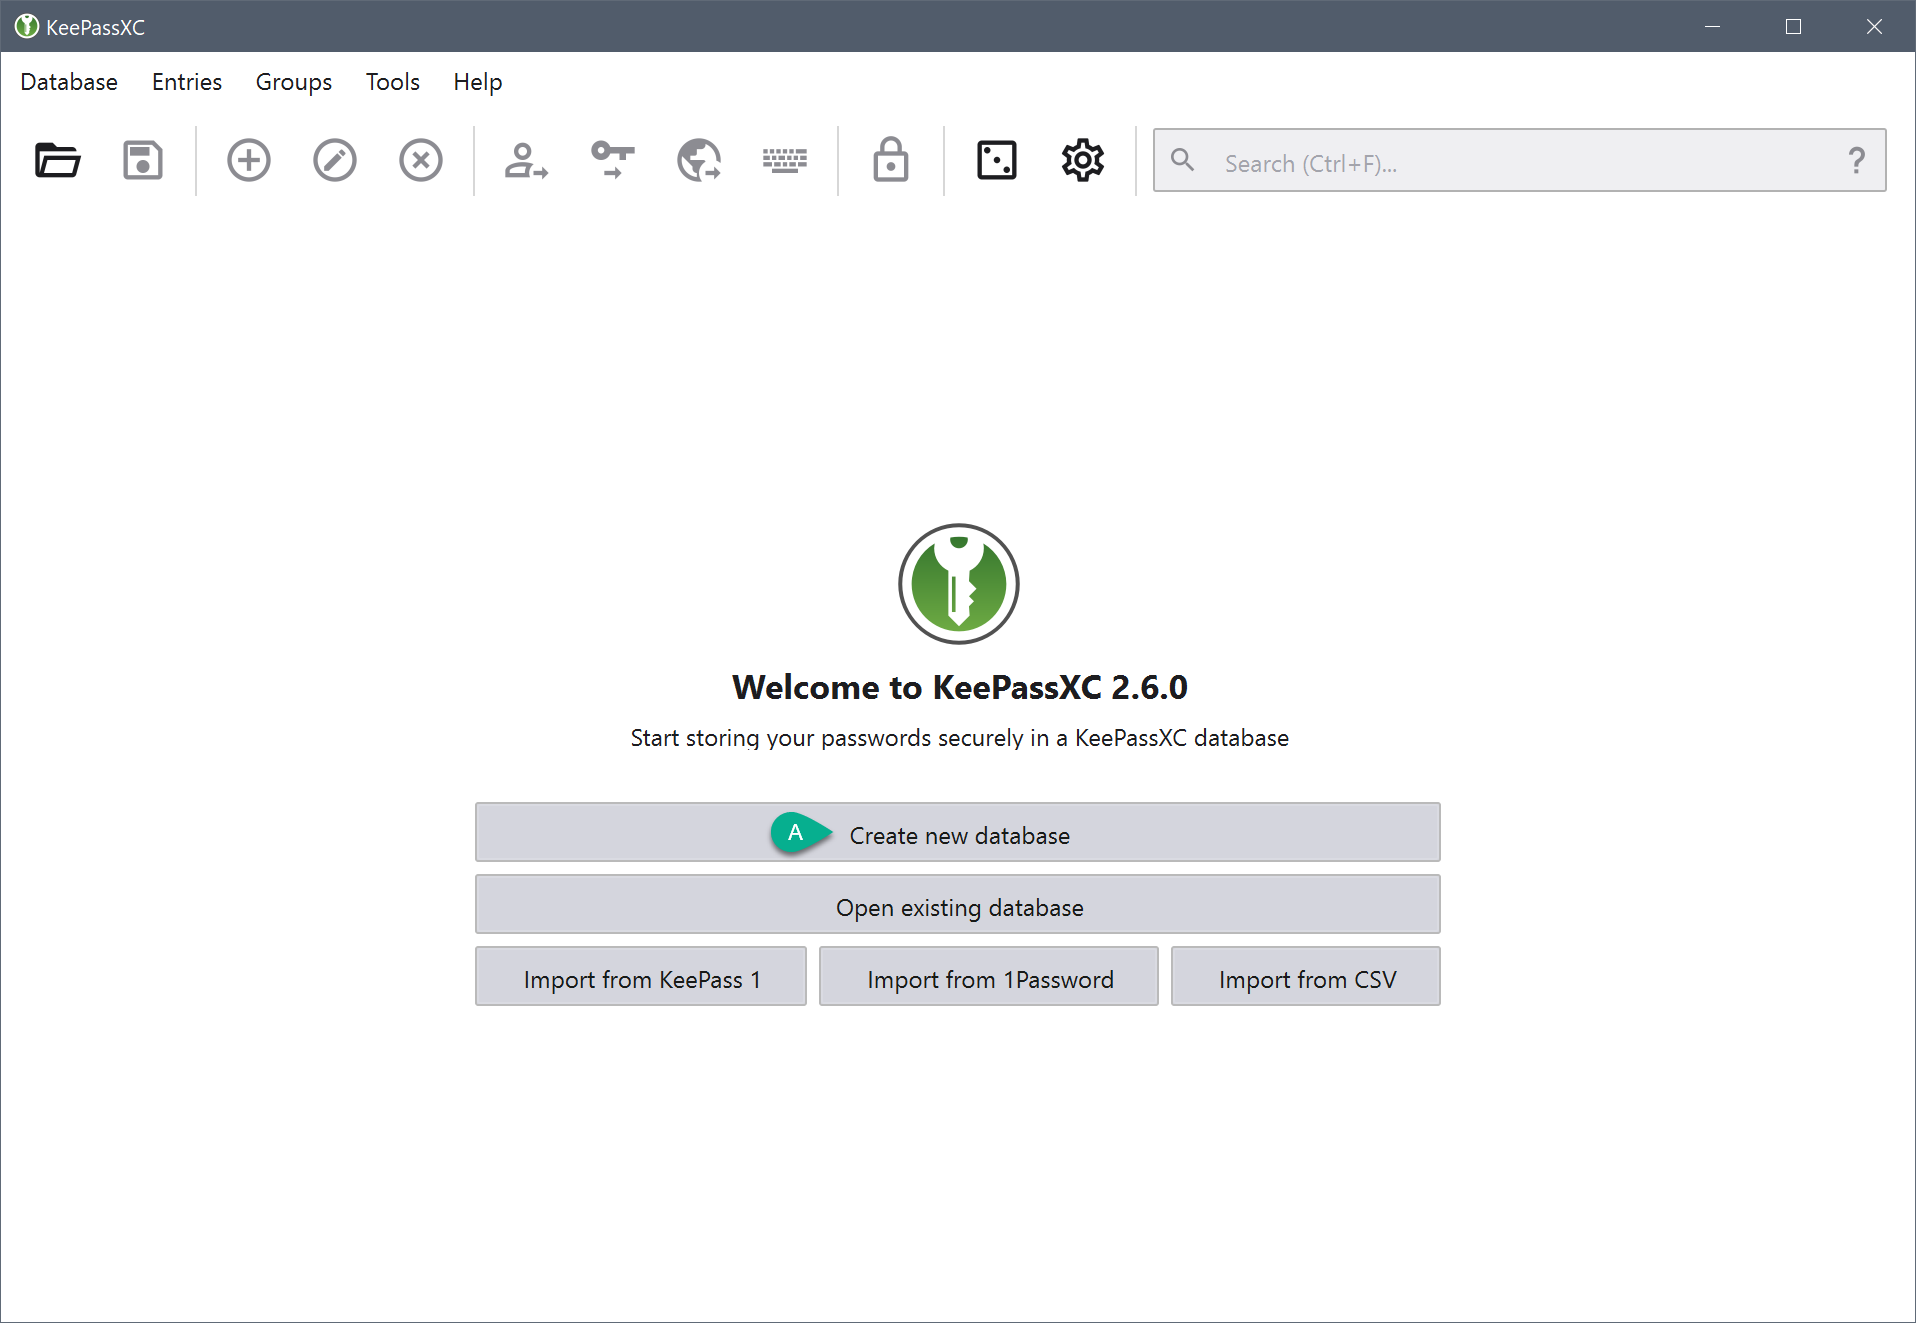 KeePassXC
Database Entries Groups Tools Help
Search (Ctrl+F)... ?
Welcome to KeePassXC 2.6.0
Start storing your passwords securely in a KeePassXC database
A Create new database
Open existing database
Import from KeePass 1 Import from 1Password Import from CSV